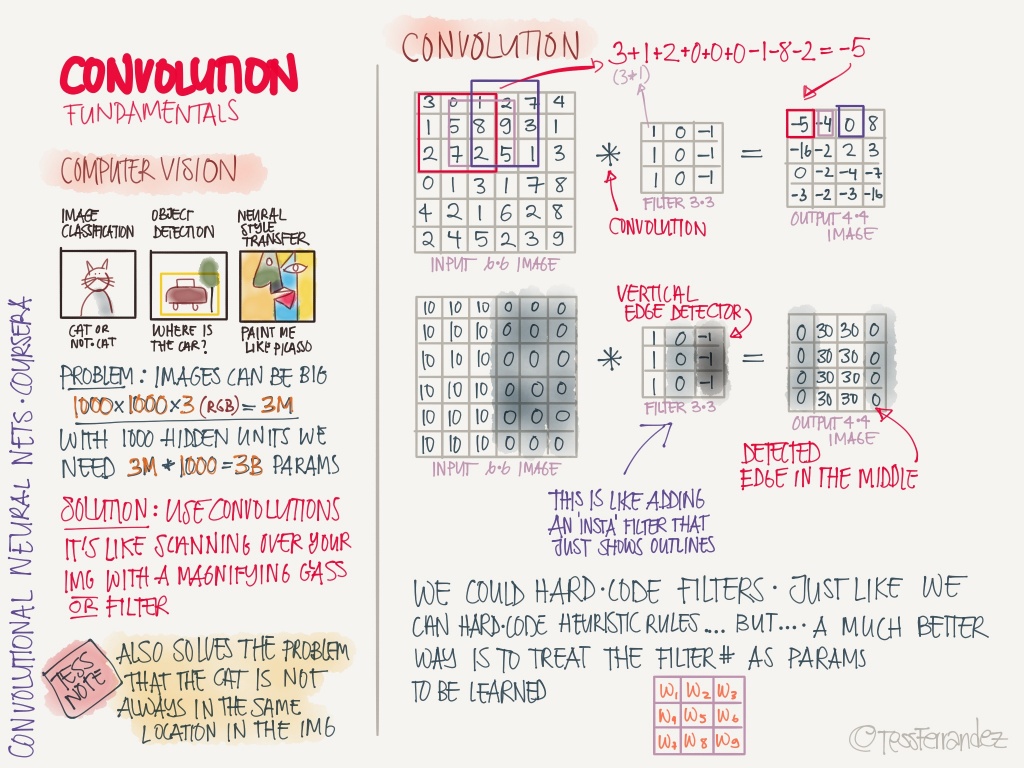 CONVOLUTIONAL NEURAL NETS · COURSERA
CONVOLUTION
FUNDAMENTALS
COMPUTER VISION
IMAGE
CLASSIFICATION
CAT OR
NOT·CAT
OBJECT
DETECTION
WHERE IS
THE CAR?
NEURAL
STYLE
TRANSFER
PAINT ME
LIKE PICASSO
PROBLEM: IMAGES CAN BE BIG
1000×1000×3 (RGB) = 3M
WITH 1000 HIDDEN UNITS WE
NEED 3M * 1000 = 3B PARAMS
SOLUTION: USE CONVOLUTIONS
IT'S LIKE SCANNING OVER YOUR
IMG WITH A MAGNIFYING GASS
OR FILTER
TESS
NOTE
ALSO SOLVES THE PROBLEM
THAT THE CAT IS NOT
ALWAYS IN THE SAME
LOCATION IN THE IMG
CONVOLUTION
3+1+2+0+0+0-1-8-2 = -5
(3*1)
3 0 1 2 7 4
1 5 8 9 3 1
2 7 2 5 1 3
0 1 3 1 7 8
4 2 1 6 2 8
2 4 5 2 3 9
INPUT 6·6 IMAGE
*
CONVOLUTION
1 0 -1
1 0 -1
1 0 -1
FILTER 3·3
=
-5 -4 0 8
-16 -2 2 3
0 -2 -4 -7
-3 -2 -3 -16
OUTPUT 4·4
IMAGE
10 10 10 0 0 0
10 10 10 0 0 0
10 10 10 0 0 0
10 10 10 0 0 0
10 10 10 0 0 0
10 10 10 0 0 0
INPUT 6·6 IMAGE
*
VERTICAL
EDGE DETECTOR
1 0 -1
1 0 -1
1 0 -1
FILTER 3·3
=
0 30 30 0
0 30 30 0
0 30 30 0
0 30 30 0
OUTPUT 4·4
IMAGE
THIS IS LIKE ADDING
AN 'INSTA' FILTER THAT
JUST SHOWS OUTLINES
DETECTED
EDGE IN THE MIDDLE
WE COULD HARD·CODE FILTERS · JUST LIKE WE
CAN HARD·CODE HEURISTIC RULES.... BUT.... A MUCH BETTER
WAY IS TO TREAT THE FILTER# AS PARAMS
TO BE LEARNED
W1 W2 W3
W4 W5 W6
W7 W8 W9
©TessFerrandez